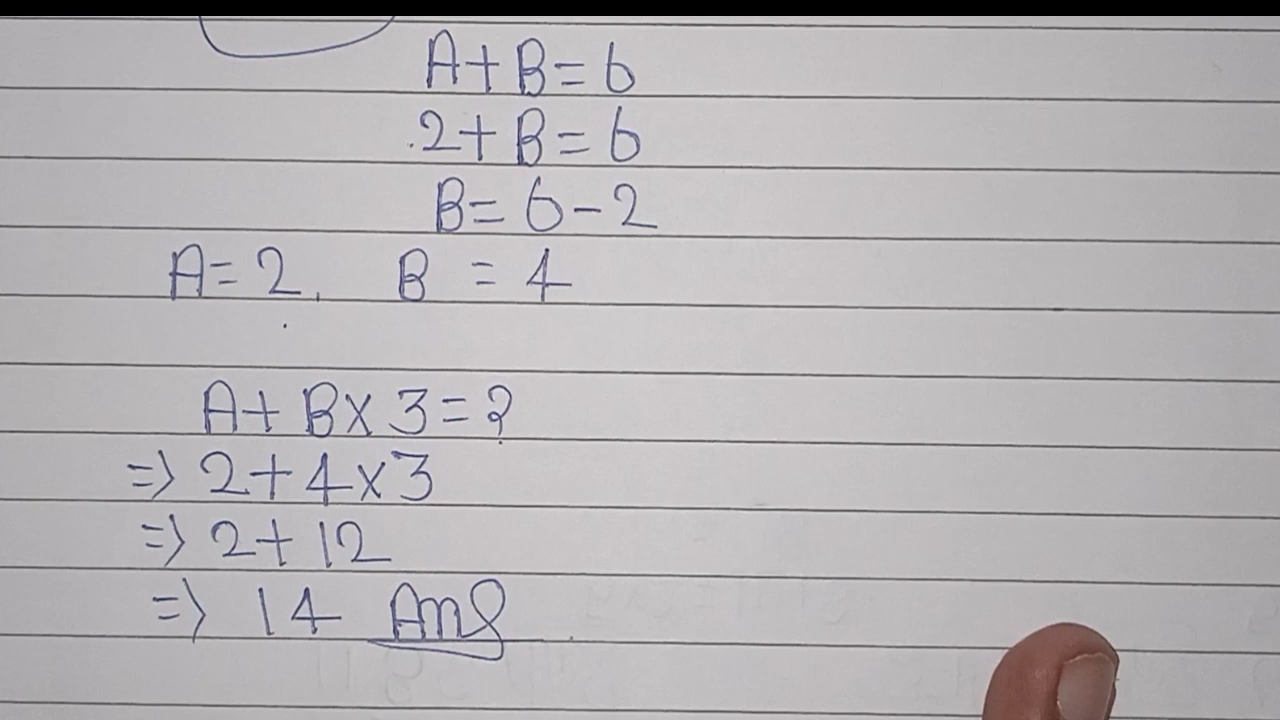 A+B=6
2+B=6
B=6-2
A=2, B =4
A+B×3=?
=> 2+4×3
=> 2+12
=> 14 Ans